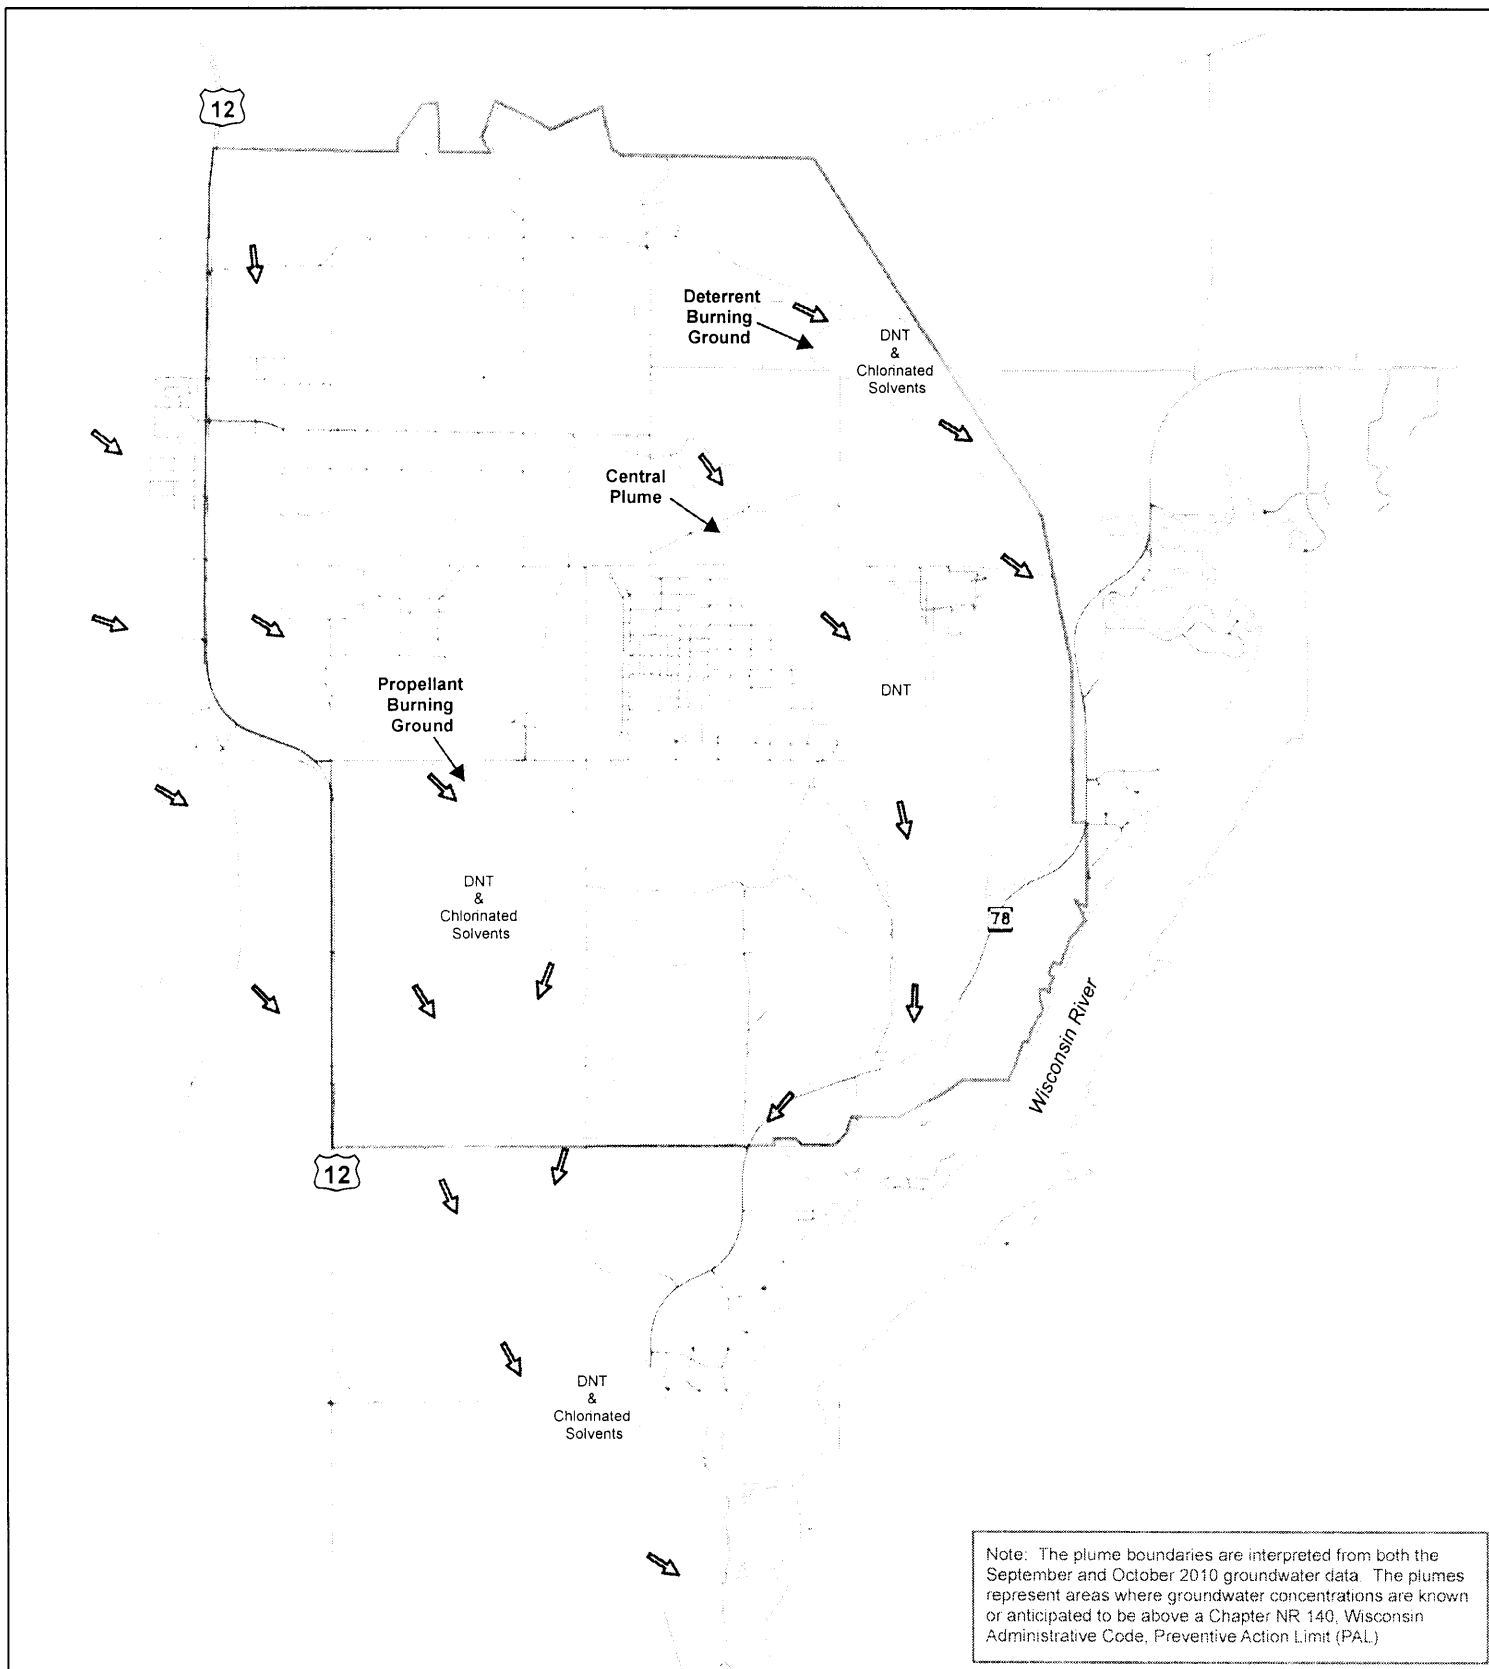 12
Deterrent
Burning
Ground
DNT
&
Chlorinated
Solvents
Central
Plume
Propellant
Burning
Ground
DNT
DNT
&
Chlorinated
Solvents
78
Wisconsin River
12
DNT
&
Chlorinated
Solvents
Note: The plume boundaries are interpreted from both the
September and October 2010 groundwater data. The plumes
represent areas where groundwater concentrations are known
or anticipated to be above a Chapter NR 140, Wisconsin
Administrative Code, Preventive Action Limit (PAL)